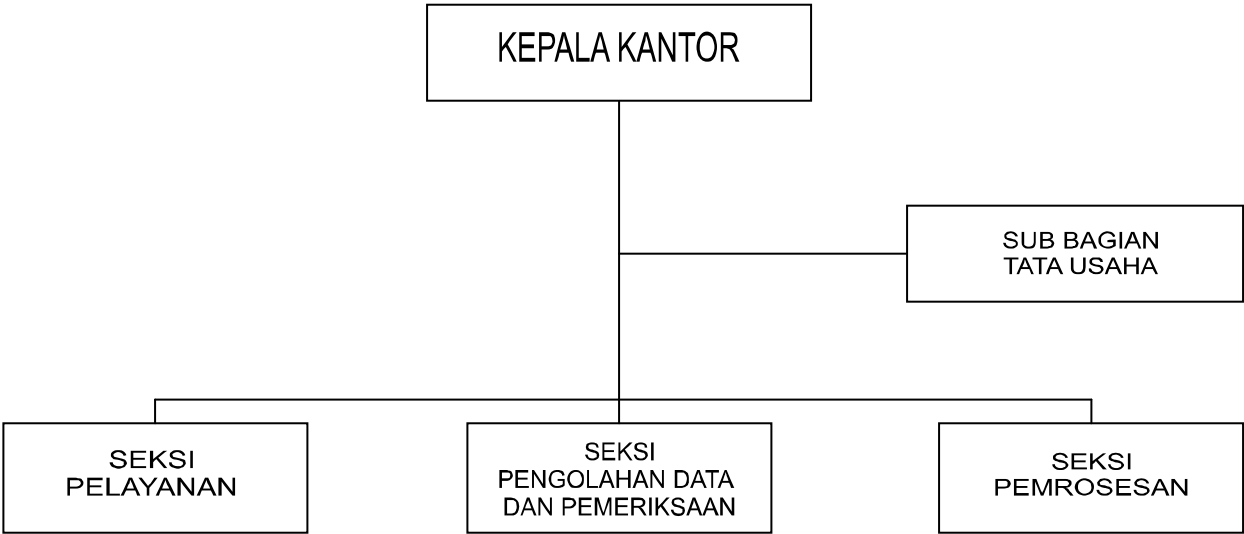 KEPALA KANTOR
SUB BAGIAN
TATA USAHA
SEKSI
PELAYANAN
SEKSI
PENGOLAHAN DATA
DAN PEMERIKSAAN
SEKSI
PEMROSESAN